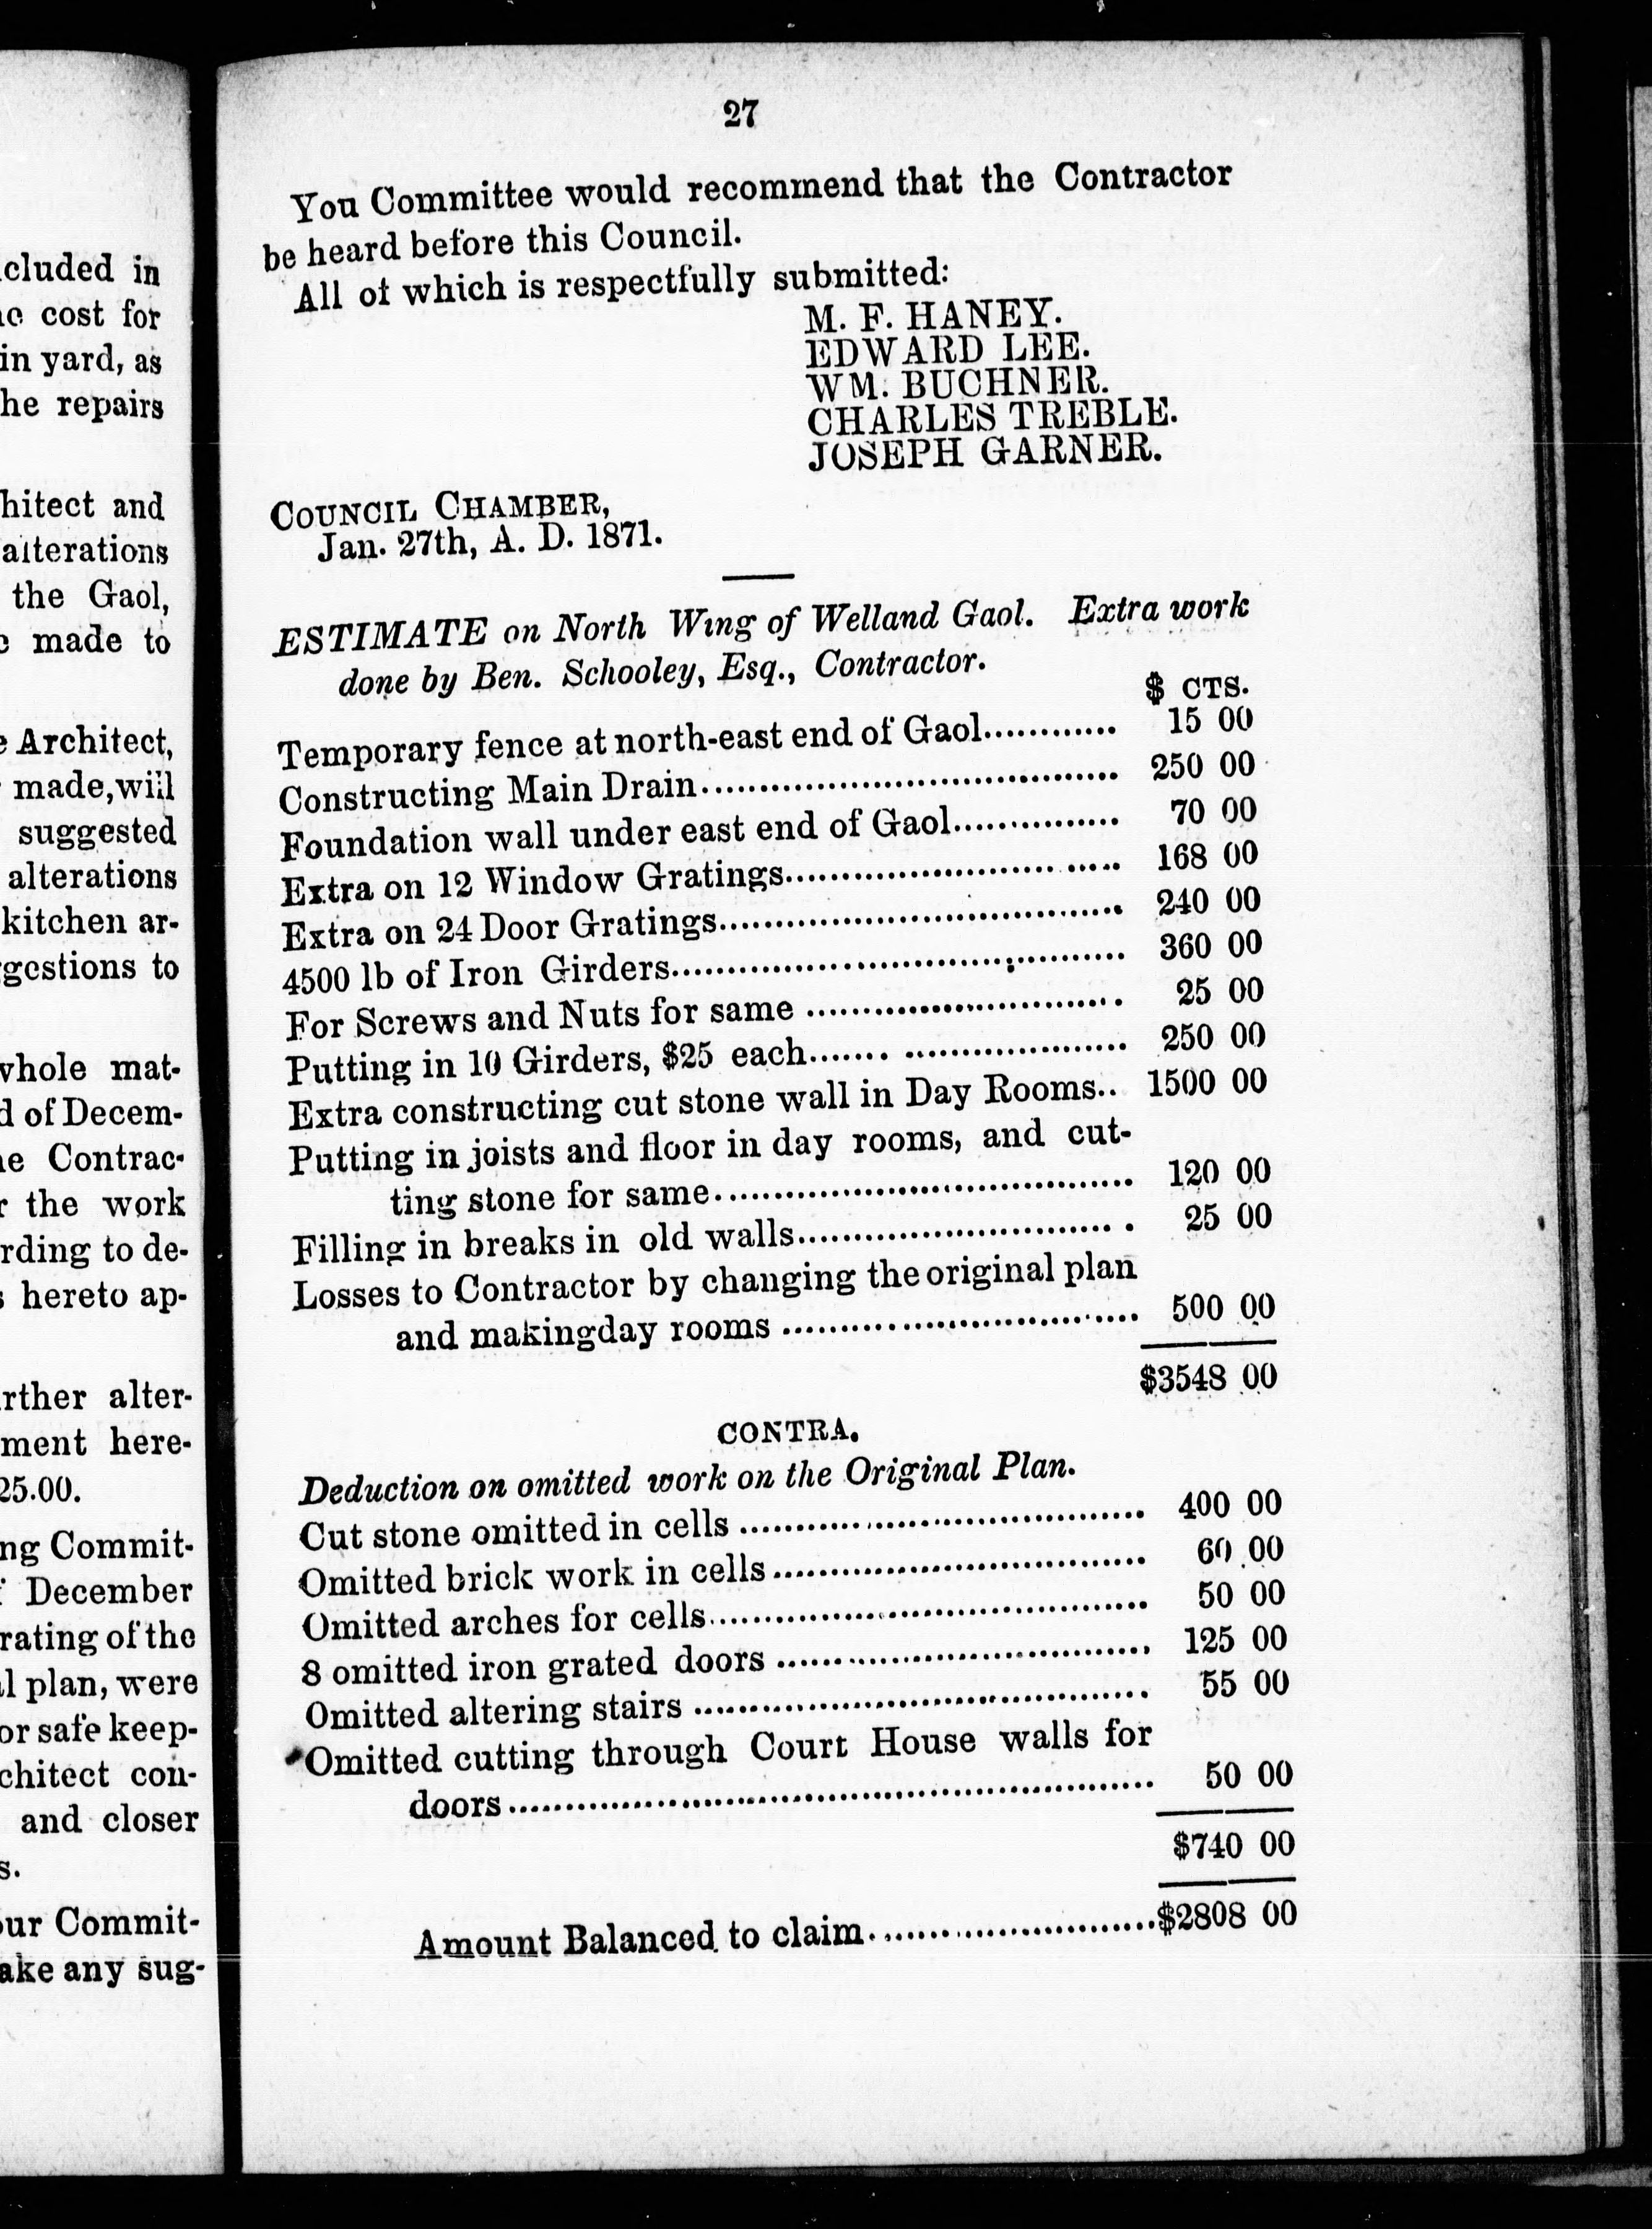 cluded in
cost for
in yard, as
he repairs
hitect and
alterations
the Gaol,
made to
Architect,
made, will
suggested
alterations
kitchen ar-
gestions to
whole mat-
d of Decem-
e Contrac-
the work
rding to de-
hereto ap-
rther alter-
ment here-
25.00.
ng Commit-
December
rating of the
l plan, were
or safe keep-
chitect con-
and closer
s.
our Commit-
ake any sug-
27
You Committee would recommend that the Contractor
be heard before this Council.
All of which is respectfully submitted:
M. F. HANEY.
EDWARD LEE.
WM. BUCHNER.
CHARLES TREBLE.
JOSEPH GARNER.
COUNCIL CHAMBER,
Jan. 27th, A. D. 1871.
ESTIMATE on North Wing of Welland Gaol. Extra work
done by Ben. Schooley, Esq., Contractor.
$ CTS.
Temporary fence at north-east end of Gaol............ 15 00
Constructing Main Drain.................................... 250 00
Foundation wall under east end of Gaol............... 70 00
Extra on 12 Window Gratings............................. 168 00
Extra on 24 Door Gratings................................... 240 00
4500 lb of Iron Girders........................................ 360 00
For Screws and Nuts for same ............................ 25 00
Putting in 10 Girders, $25 each....... .................... 250 00
Extra constructing cut stone wall in Day Rooms.. 1500 00
Putting in joists and floor in day rooms, and cut-
ting stone for same..................................... 120 00
Filling in breaks in old walls............................ . 25 00
Losses to Contractor by changing the original plan
and makingday rooms ................................ 500 00
$3548 00
CONTRA.
Deduction on omitted work on the Original Plan.
Cut stone omitted in cells .................................... 400 00
Omitted brick work in cells................................. 60 00
Omitted arches for cells....................................... 50 00
8 omitted iron grated doors ................................. 125 00
Omitted altering stairs ........................................ 55 00
Omitted cutting through Court House walls for
doors......................................................... 50 00
$740 00
Amount Balanced to claim.........................$2808 00